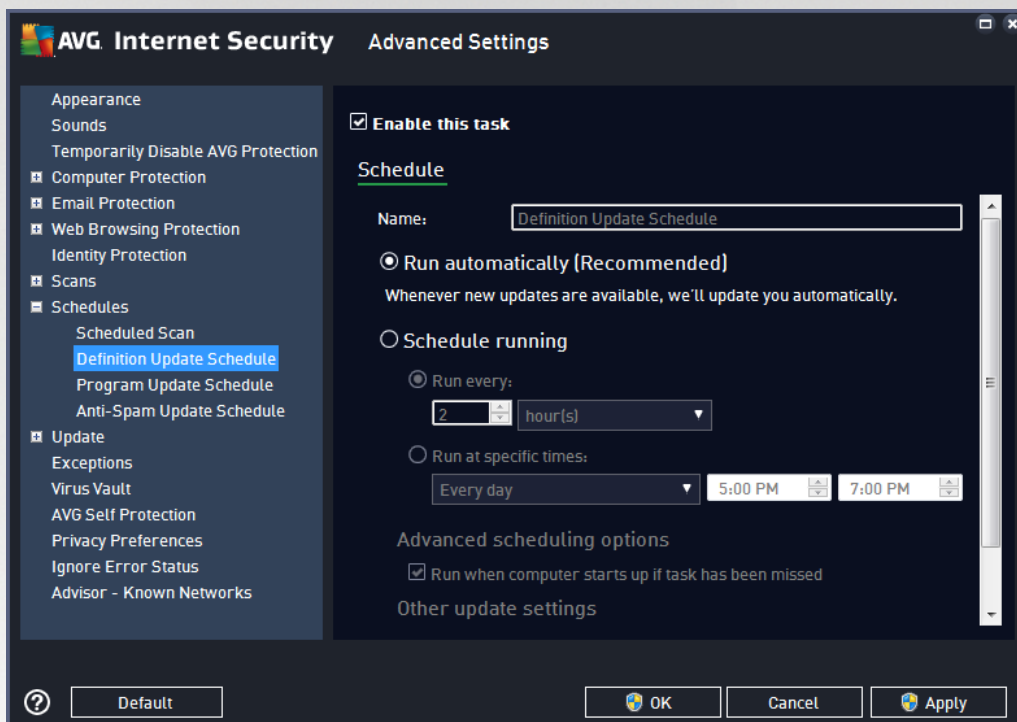 AVG. Internet Security Advanced Settings
Appearance
Sounds
Temporarily Disable AVG Protection
Computer Protection
Email Protection
Web Browsing Protection
Identity Protection
Scans
Schedules
Scheduled Scan
Definition Update Schedule
Program Update Schedule
Anti-Spam Update Schedule
Update
Exceptions
Virus Vault
AVG Self Protection
Privacy Preferences
Ignore Error Status
Advisor - Known Networks
Enable this task
Schedule
Name: Definition Update Schedule
Run automatically (Recommended)
Whenever new updates are available, we'll update you automatically.
Schedule running
Run every:
2 hour(s)
Run at specific times:
Every day 5:00 PM 7:00 PM
Advanced scheduling options
Run when computer starts up if task has been missed
Other update settings
? Default OK Cancel Apply